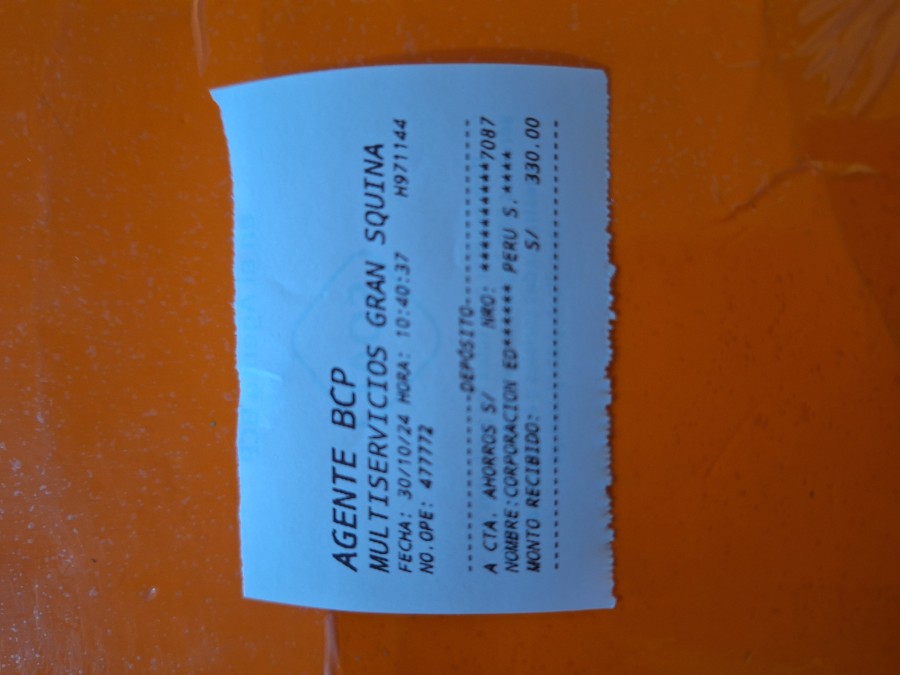 AGENTE BCP
MULTISERVICIOS GRAN SQUINA
FECHA: 30/10/24 HORA: 10:40:37 H971144
NO.OPE: 477772
-----------------DEPOSITO-----------------
A CTA. AHORROS S/ NRO: **********7087
NOMBRE:CORPORACION ED****** PERU S.****
MONTO RECIBIDO: S/ 330.00
------------------------------------------